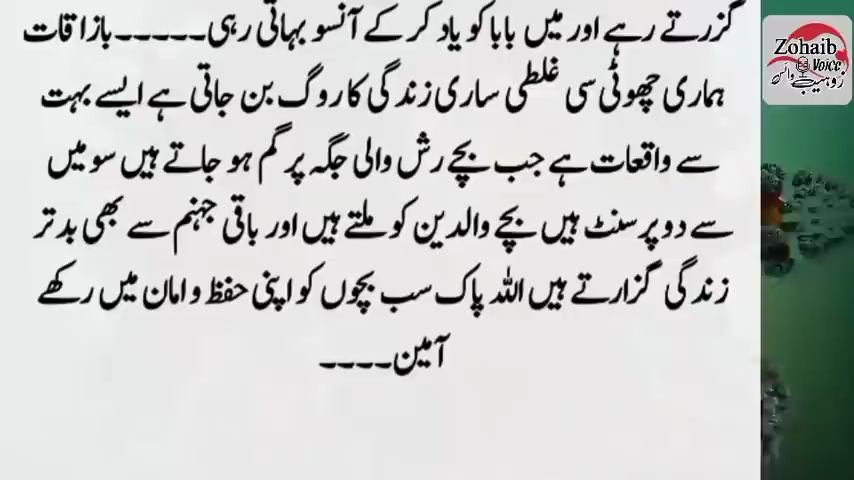 گزرتے رہے اور میں بابا کو یاد کر کے آنسو بہاتی رہی۔۔۔۔۔بازاقات
ہماری چھوٹی سی غلطی ساری زندگی کا روگ بن جاتی ہے ایسے بہت
سے واقعات ہے جب بچے رش والی جگہ پر گم ہو جاتے ہیں سو میں
سے دو پرسنٹ ہیں بچے والدین کو ملتے ہیں اور باقی جہنم سے بھی بدتر
زندگی گزارتے ہیں اللہ پاک سب بچوں کو اپنی حفظ و امان میں رکھے
آمین۔۔۔۔
Zohaib
Voice
زوہیب وائس